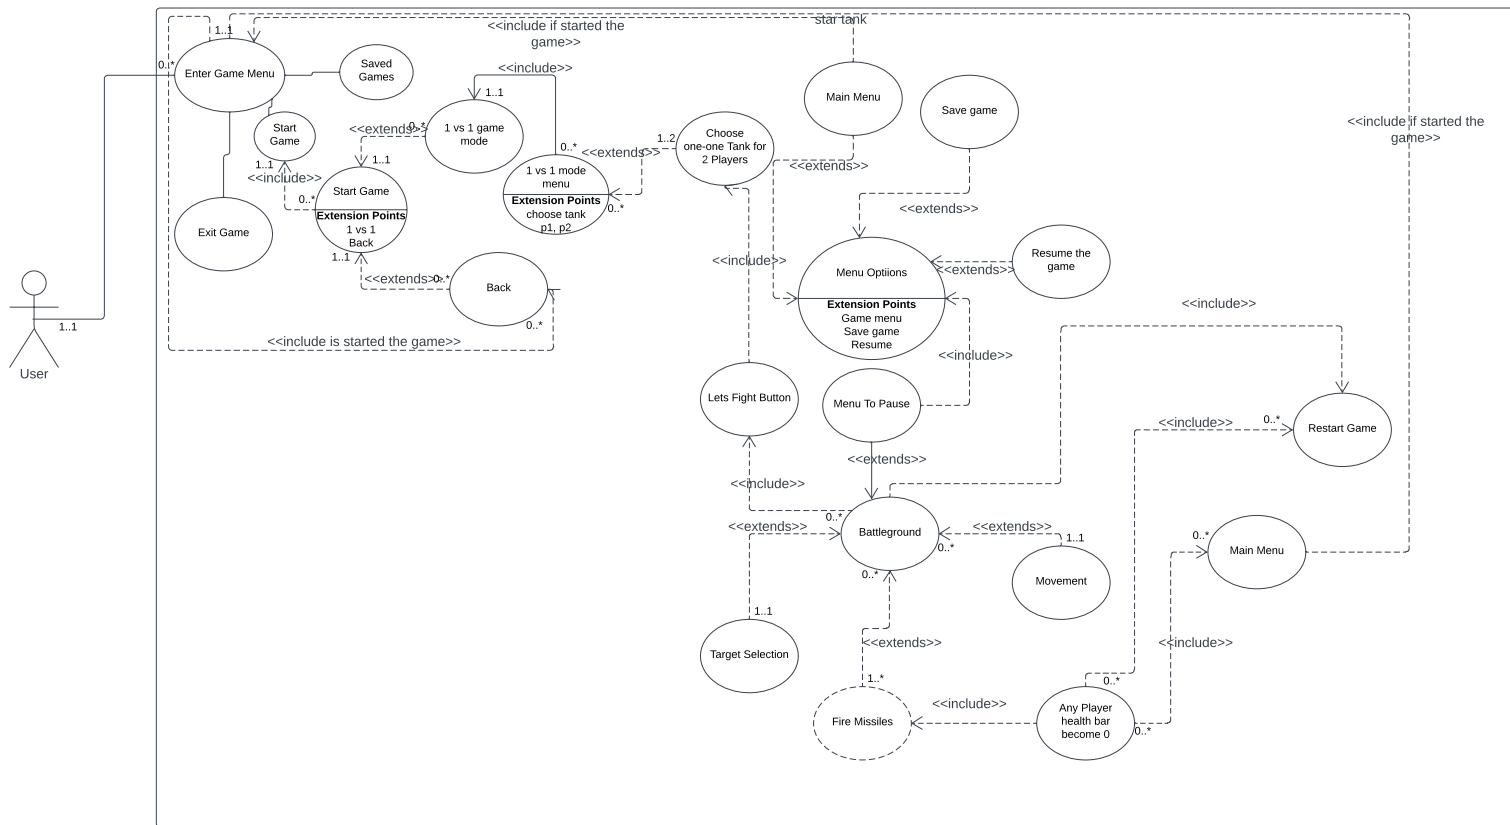 star tank
<<include if started the
game>>
1..1
0..*
Enter Game Menu
Saved
Games
<<include>>
1..1
Main Menu
Save game
<<include if started the
game>>
Start
Game
<<extends>>
0..*
1 vs 1 game
mode
Choose
one-one Tank for
2 Players
1..2
0..*
<<extends>>
<<extends>>
1..1
1..1
<<include>>
1 vs 1 mode
menu
Extension Points
choose tank
p1, p2
0..*
Start Game
Extension Points
1 vs 1
Back
0..*
<<extends>>
Exit Game
1..1
<<extends>>
0..*
Back
0..*
<<include>>
Menu Optiions
Extension Points
Game menu
Save game
Resume
Resume the
game
<<extends>>
<<include>>
1..1
User
<<include is started the game>>
<<include>>
Lets Fight Button
Menu To Pause
<<include>>
0..*
Restart Game
<<extends>>
<<include>>
0..*
<<extends>>
Battleground
<<extends>>
0..*
1..1
0..*
Main Menu
0..*
Movement
1..1
Target Selection
<<extends>>
<<include>>
1..*
0..*
Fire Missiles
<<include>>
Any Player
health bar
become 0
0..*